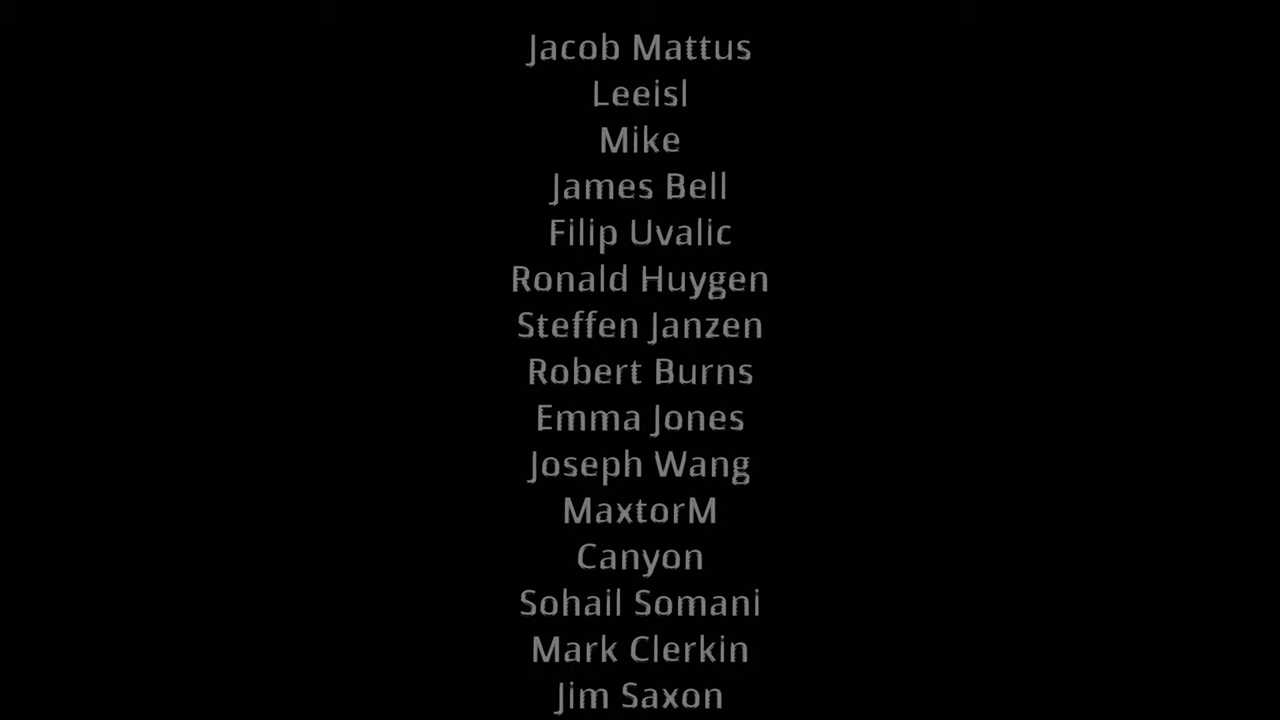 Jacob Mattus
Leeisl
Mike
James Bell
Filip Uvalic
Ronald Huygen
Steffen Janzen
Robert Burns
Emma Jones
Joseph Wang
MaxtorM
Canyon
Sohail Somani
Mark Clerkin
Jim Saxon